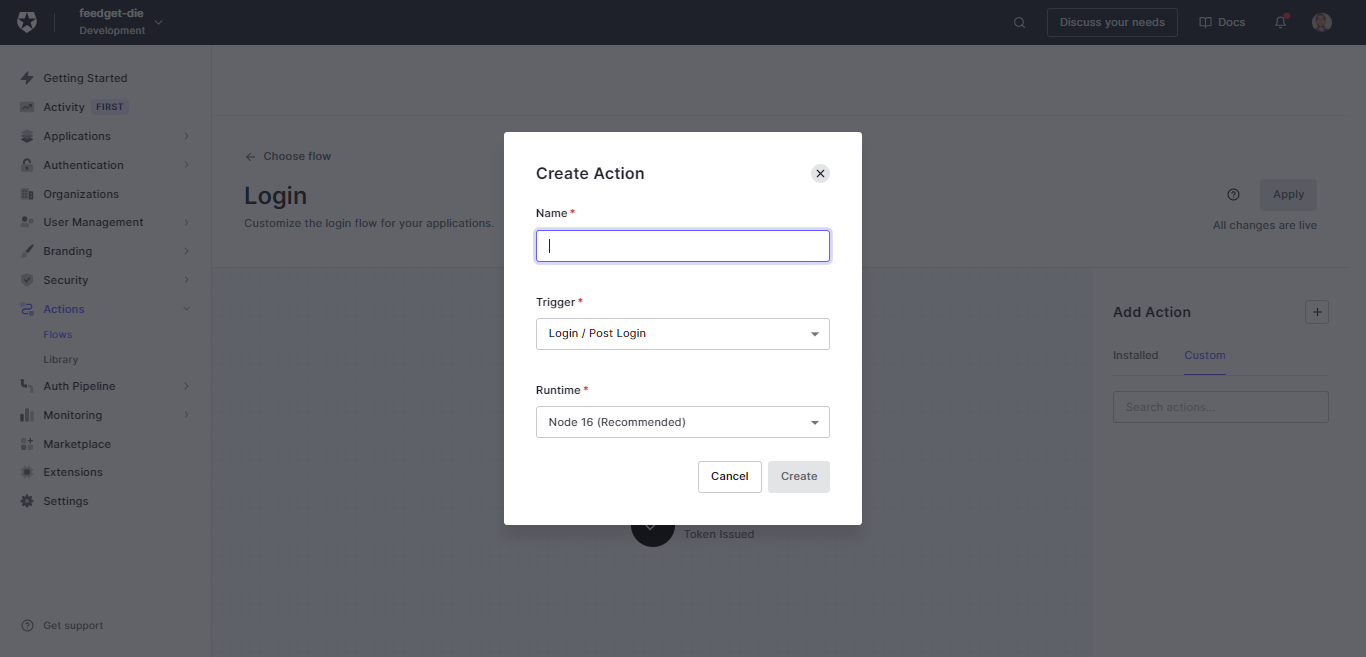 feedget-die
Development
Discuss your needs
Docs
Getting Started
Activity FIRST
Applications
Authentication
Organizations
User Management
Branding
Security
Actions
Flows
Library
Auth Pipeline
Monitoring
Marketplace
Extensions
Settings
Get support
Choose flow
Login
Customize the login flow for your applications.
Apply
All changes are live
Create Action
Name *
Trigger *
Login / Post Login
Runtime *
Node 16 (Recommended)
Cancel
Create
Token Issued
Add Action
Installed
Custom
Search actions...